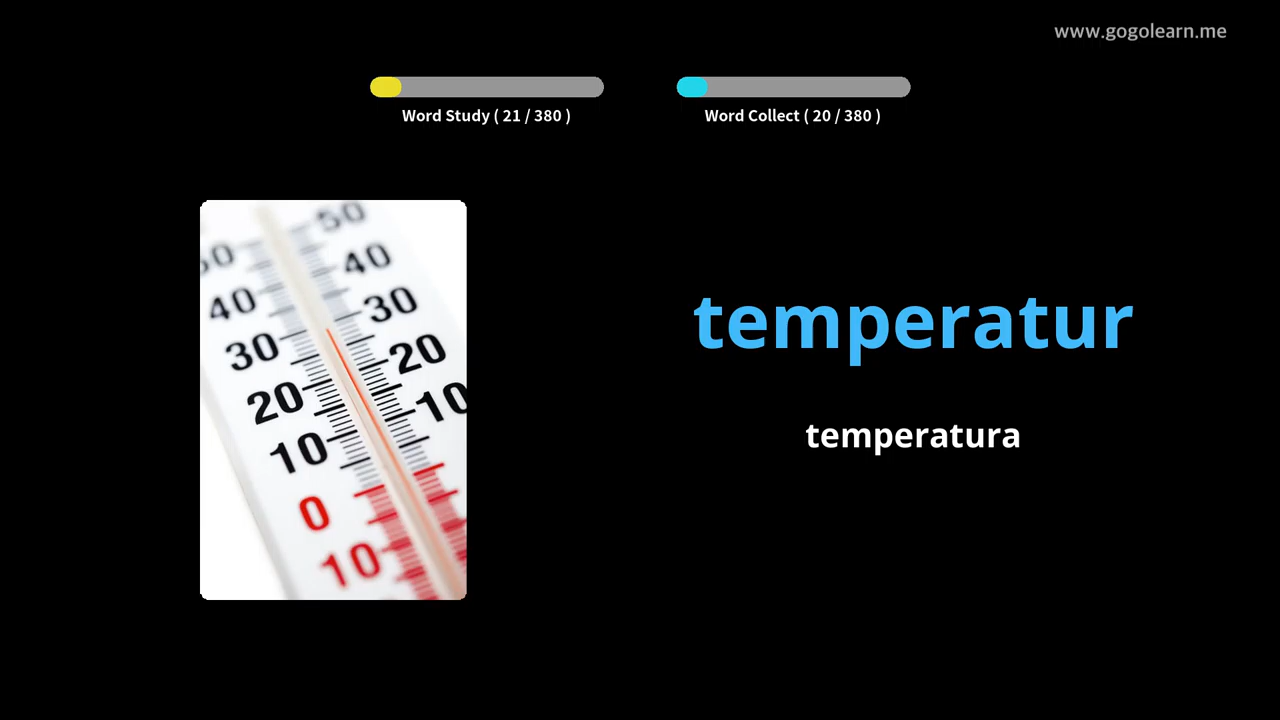 www.gogolearn.me
Word Study ( 21 / 380 )
Word Collect ( 20 / 380 )
50
40
40
30
30
20
20
10
10
0
10
temperatur
temperatura